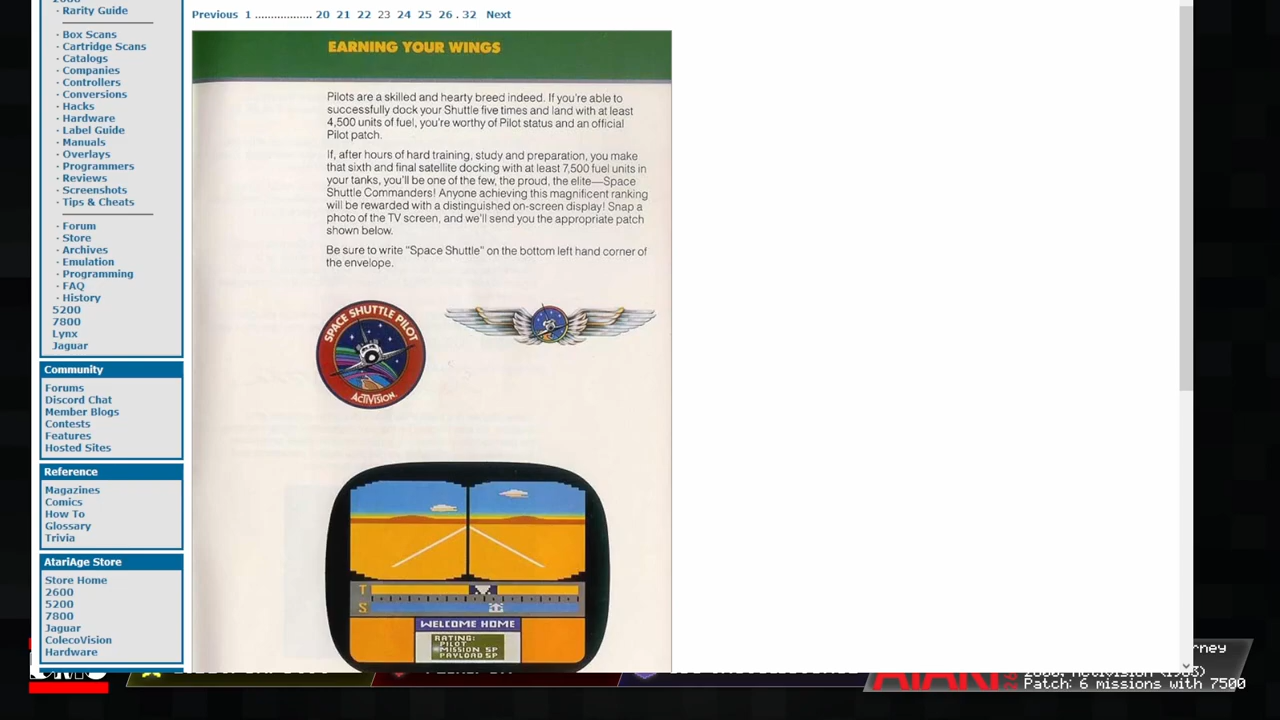 · Rarity Guide
· Box Scans
· Cartridge Scans
· Catalogs
· Companies
· Controllers
· Conversions
· Hacks
· Hardware
· Label Guide
· Manuals
· Overlays
· Programmers
· Reviews
· Screenshots
· Tips & Cheats
· Forum
· Store
· Archives
· Emulation
· Programming
· FAQ
· History
5200
7800
Lynx
Jaguar
Community
Forums
Discord Chat
Member Blogs
Contests
Features
Hosted Sites
Reference
Magazines
Comics
How To
Glossary
Trivia
AtariAge Store
Store Home
2600
5200
7800
Jaguar
ColecoVision
Hardware
Previous 1 ................. 20 21 22 23 24 25 26 . 32 Next
EARNING YOUR WINGS
Pilots are a skilled and hearty breed indeed. If you're able to
successfully dock your Shuttle five times and land with at least
4,500 units of fuel, you're worthy of Pilot status and an official
Pilot patch.
If, after hours of hard training, study and preparation, you make
that sixth and final satellite docking with at least 7,500 fuel units in
your tanks, you'll be one of the few, the proud, the elite—Space
Shuttle Commanders! Anyone achieving this magnificent ranking
will be rewarded with a distinguished on-screen display! Snap a
photo of the TV screen, and we'll send you the appropriate patch
shown below.
Be sure to write "Space Shuttle" on the bottom left hand corner of
the envelope.
SPACE SHUTTLE PILOT
ACTIVISION
T
S
WELCOME HOME
RATING:
PILOT
MISSION SP
PAYLOAD SP
Patch: 6 missions with 7500